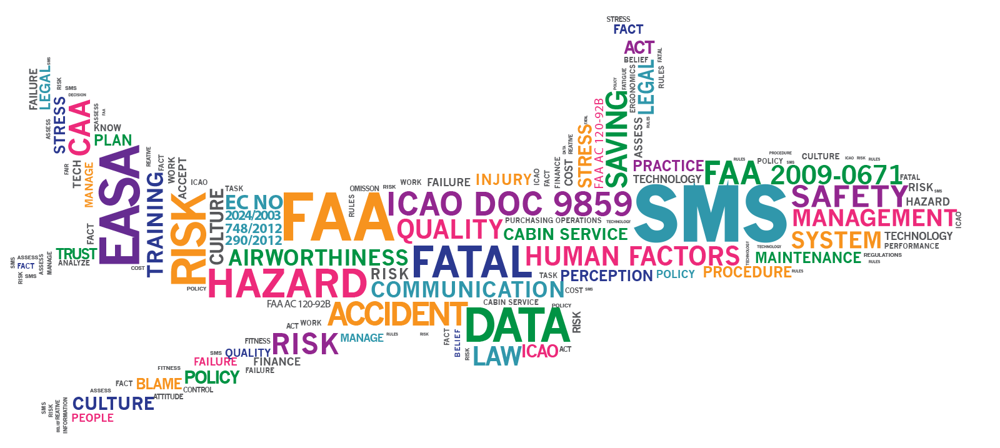 STRESS
FACT
ACT
BELIEF
FATAL
LEGAL
RULES
ERGONOMICS
FATIGUE
POLICY
SAVING
FAA AC 120-92B
ASSESS
RULES
FATAL
STRESS
REATIVE
DATA
COST
FINANCE
FACT
ICAO
SMS
LEGAL
FAILURE
RISK
SMS
DECISION
STRESS
CAA
ASSESS
FAA
ASSESS
KNOW
PLAN
FAIR
TECH
MANAGE
EASA
REATIVE
FACT
WORK
ACCEPT
ICAO
TRAINING
RISK
CULTURE
TASK
EC NO
2024/2003
748/2012
290/2012
OMISSON
RISK
WORK
FAILURE
INJURY
RULES
FAA
ICAO DOC 9859
QUALITY
PURCHASING OPERATIONS
TECHNOLOGY
CABIN SERVICE
PRACTICE
TECHNOLOGY
RULES
POLICY
SMS
PROCEDURE
CULTURE
ICAO
RISK
RULES
FAA 2009-0671
FATAL
RISK
SMS
SMS
SAFETY
HAZARD
MANAGEMENT
ICAO
SYSTEM
TECHNOLOGY
PERFORMANCE
TECHNOLOGY
TECHNOLOGY
MAINTENANCE
REGULATIONS
RULES
PROCEDURE
RULES
AIRWORTHINESS
FATAL
HUMAN FACTORS
TASK
PERCEPTION
POLICY
HAZARD
RISK
COMMUNICATION
COST
SMS
POLICY
COST
FACT
TRUST
ANALYZE
SMS
ASSESS
FACT
RISK
SMS
ASSESS
MANAGE
FAA AC 120-92B
ACCIDENT
CABIN SERVICE
POLICY
DATA
RISK
ACT
WORK
FITNESS
RISK
MANAGE
RULES
RISK
FACT
BELIEF
RISK
LAW
ICAO
ACT
SMS
QUALITY
FAILURE
FINANCE
FAILURE
FITNESS
POLICY
FACT
BLAME
CONTROL
ASSESS
ATTITUDE
CULTURE
PEOPLE
SMS
RISK
BELIEF
REATIVE
INFORMATION